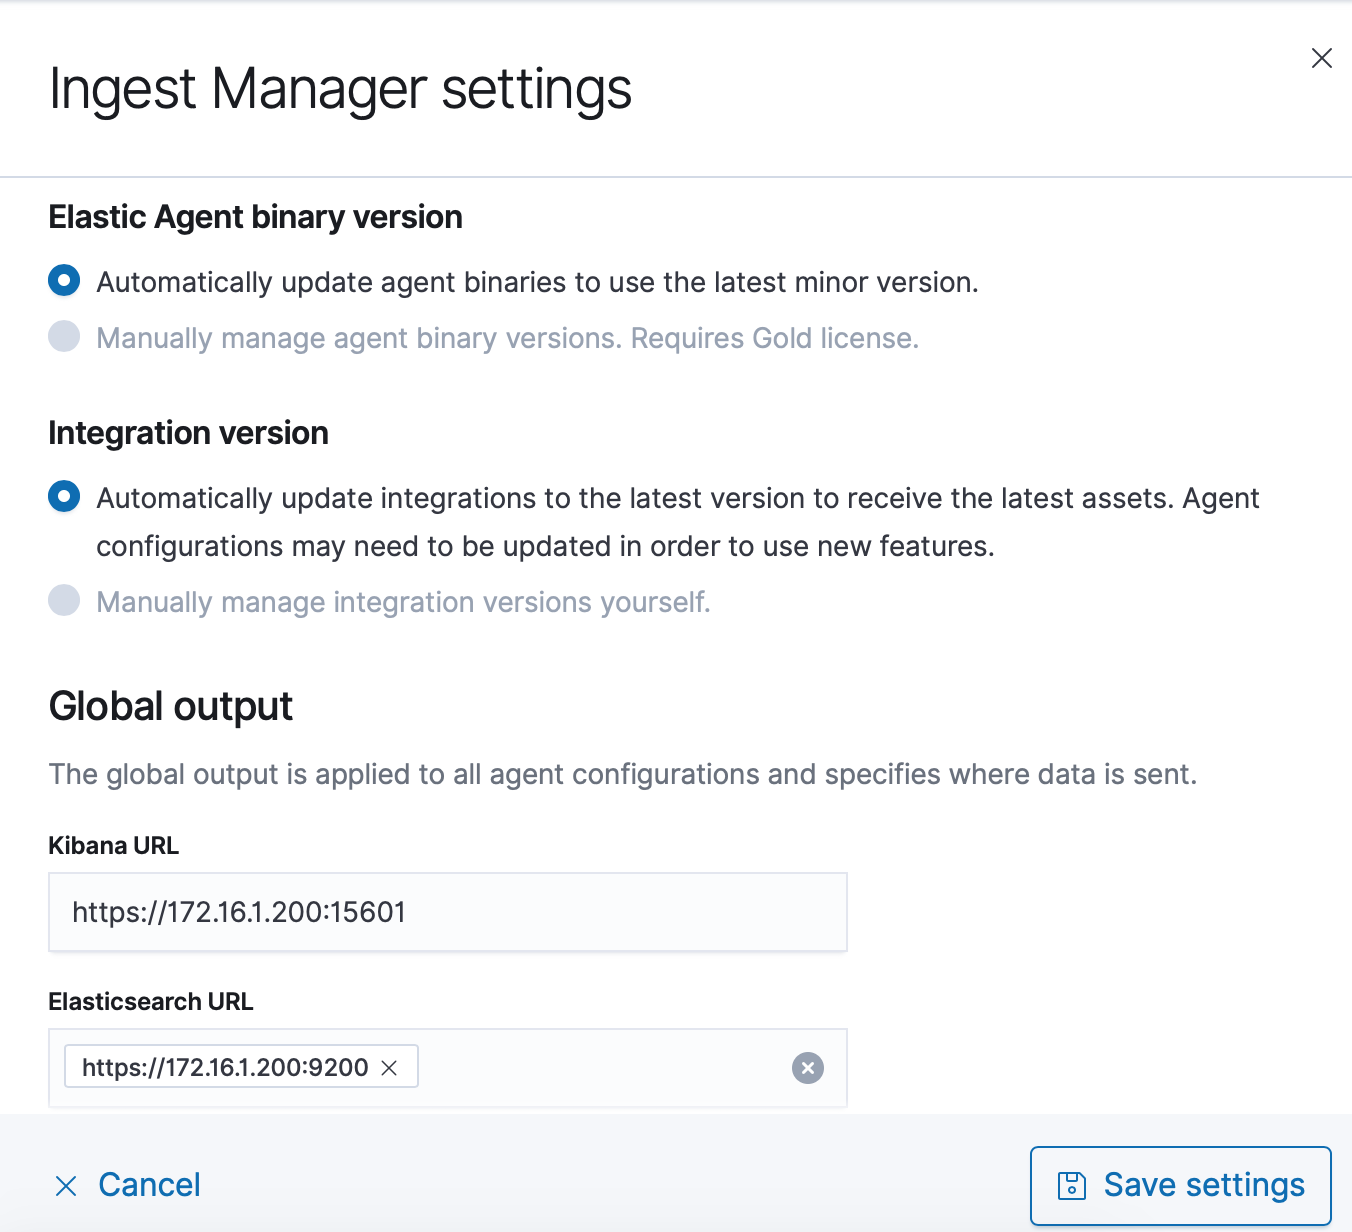 Ingest Manager settings
Elastic Agent binary version
Automatically update agent binaries to use the latest minor version.
Manually manage agent binary versions. Requires Gold license.
Integration version
Automatically update integrations to the latest version to receive the latest assets. Agent
configurations may need to be updated in order to use new features.
Manually manage integration versions yourself.
Global output
The global output is applied to all agent configurations and specifies where data is sent.
Kibana URL
https://172.16.1.200:15601
Elasticsearch URL
https://172.16.1.200:9200
Cancel
Save settings